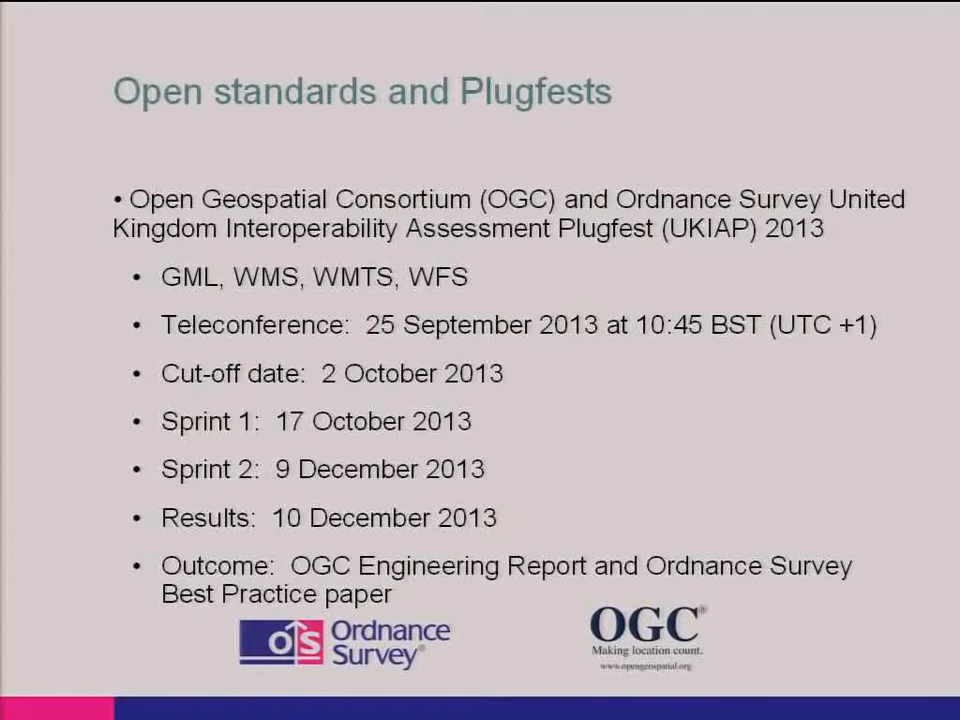 Open standards and Plugfests
• Open Geospatial Consortium (OGC) and Ordnance Survey United
Kingdom Interoperability Assessment Plugfest (UKIAP) 2013
• GML, WMS, WMTS, WFS
• Teleconference: 25 September 2013 at 10:45 BST (UTC +1)
• Cut-off date: 2 October 2013
• Sprint 1: 17 October 2013
• Sprint 2: 9 December 2013
• Results: 10 December 2013
• Outcome: OGC Engineering Report and Ordnance Survey
Best Practice paper
OS Ordnance
Survey®
OGC®
Making location count.
www.opengeospatial.org